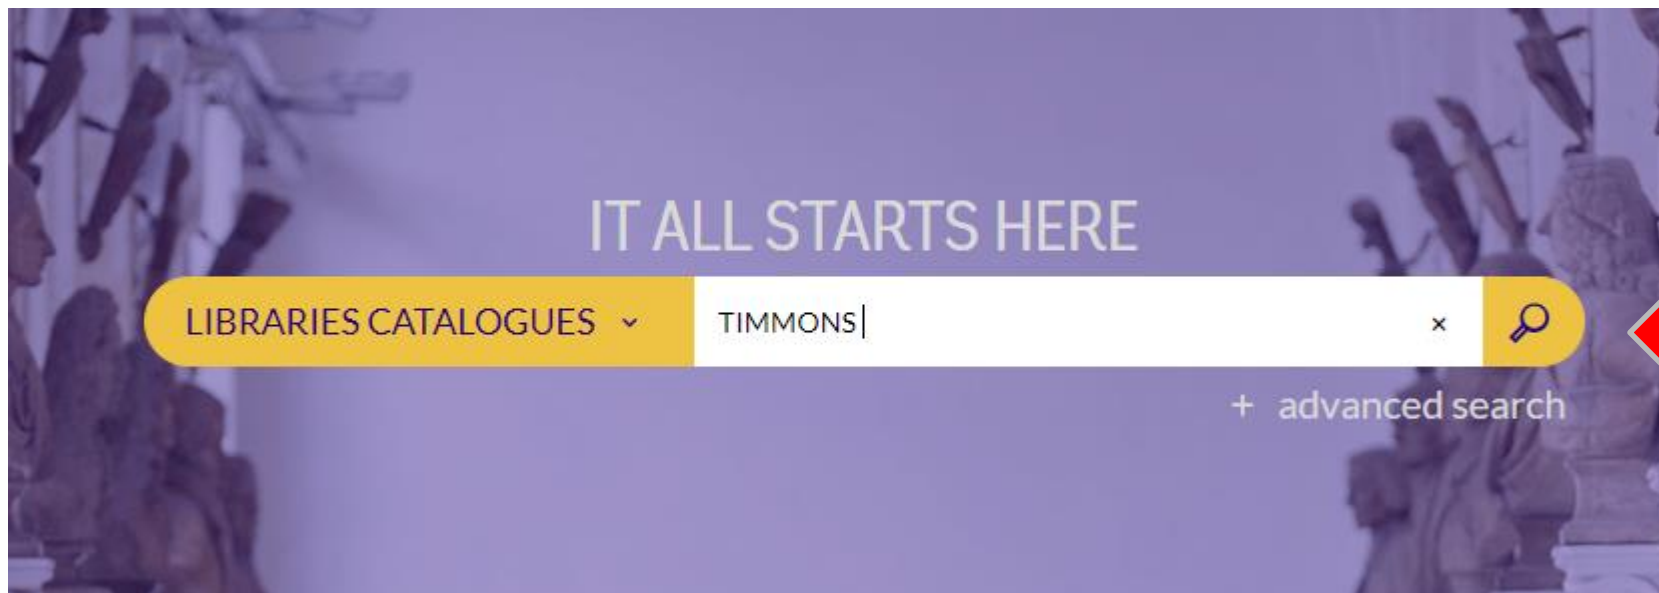 IT ALL STARTS HERE
LIBRARIES CATALOGUES TIMMONS ×
+ advanced search